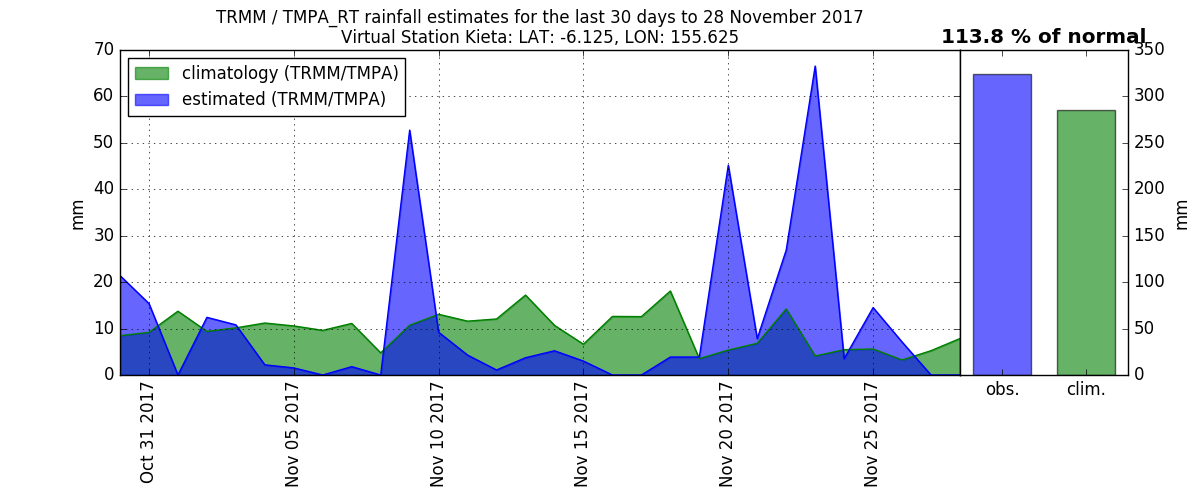 TRMM / TMPA_RT rainfall estimates for the last 30 days to 28 November 2017
Virtual Station Kieta: LAT: -6.125, LON: 155.625
113.8 % of normal
climatology (TRMM/TMPA)
estimated (TRMM/TMPA)
mm
70
60
50
40
30
20
10
0
Oct 31 2017
Nov 05 2017
Nov 10 2017
Nov 15 2017
Nov 20 2017
Nov 25 2017
obs.
clim.
350
300
250
200
150
100
50
0
mm